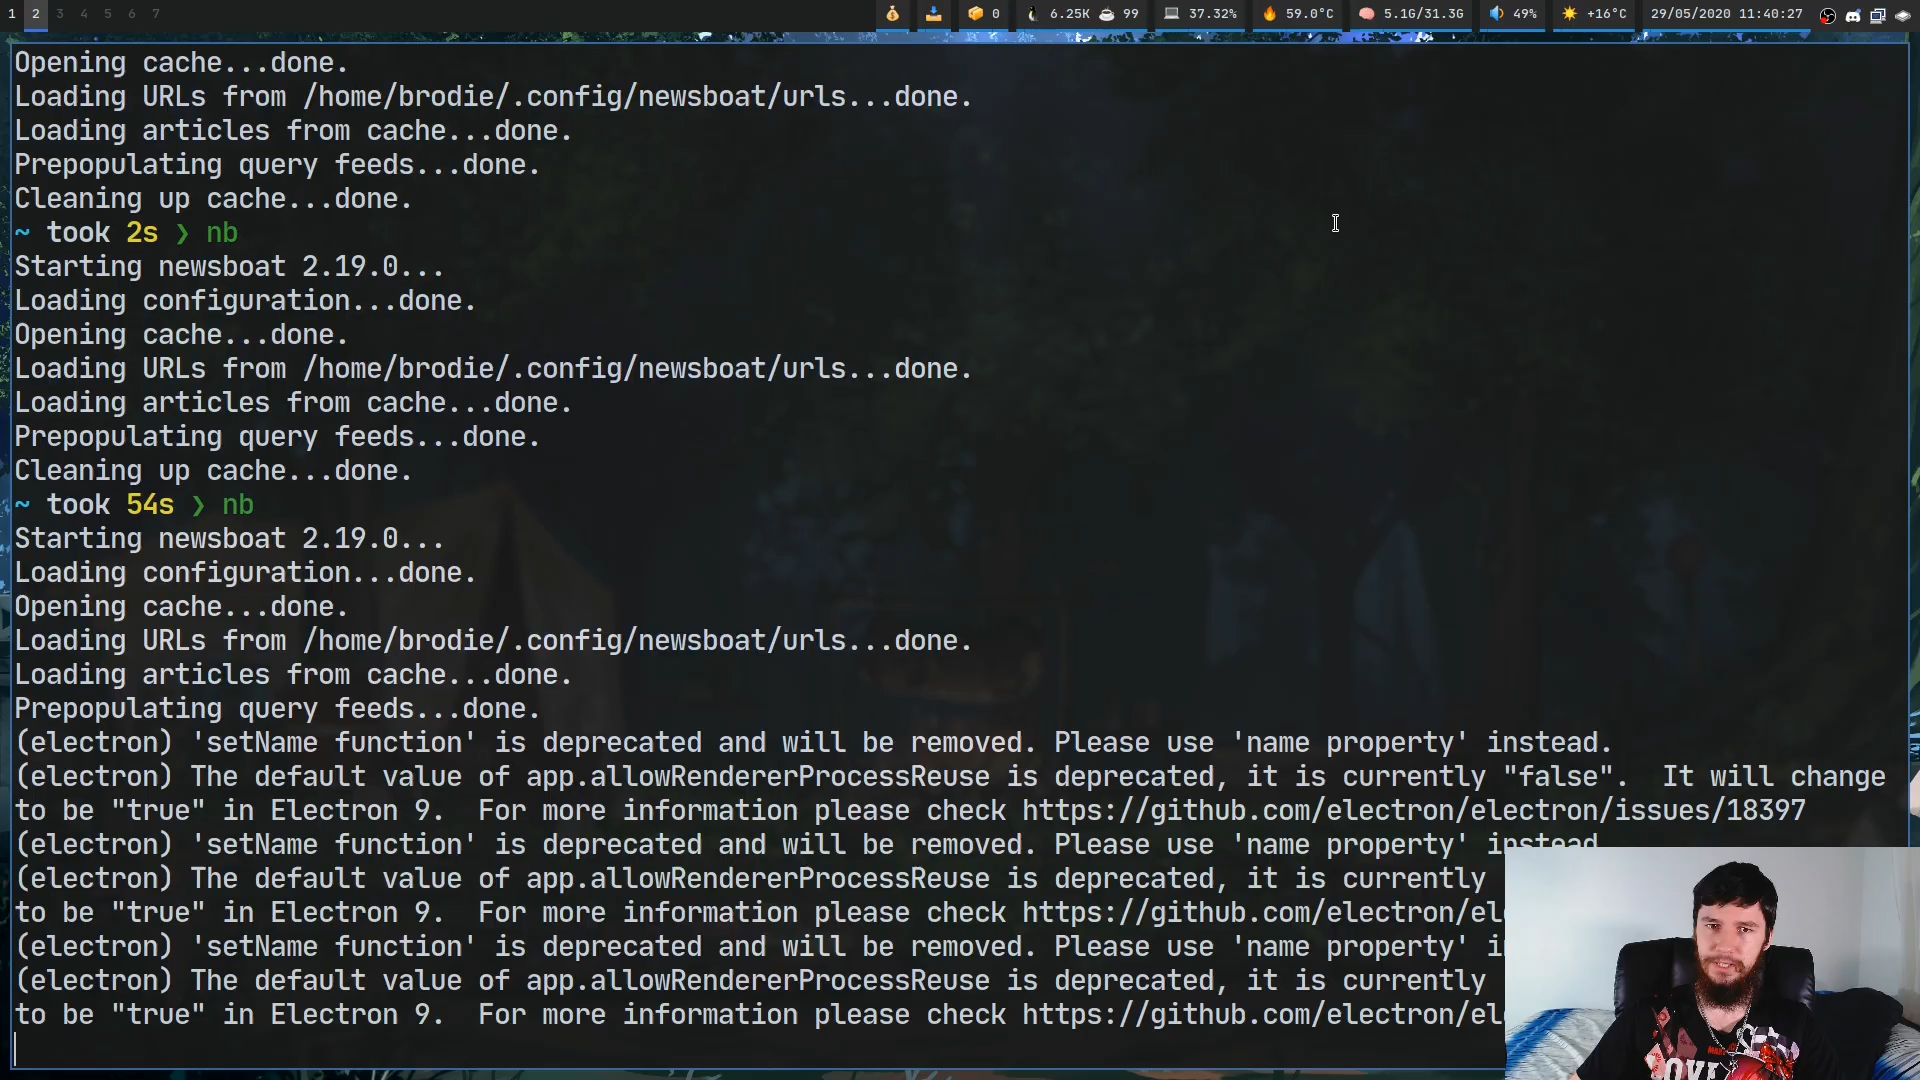 1 2 3 4 5 6 7 0 6.25K 99 37.32% 59.0°C 5.1G/31.3G 49% +16°C 29/05/2020 11:40:27
Opening cache...done.
Loading URLs from /home/brodie/.config/newsboat/urls...done.
Loading articles from cache...done.
Prepopulating query feeds...done.
Cleaning up cache...done.
~ took 2s ❯ nb
Starting newsboat 2.19.0...
Loading configuration...done.
Opening cache...done.
Loading URLs from /home/brodie/.config/newsboat/urls...done.
Loading articles from cache...done.
Prepopulating query feeds...done.
Cleaning up cache...done.
~ took 54s ❯ nb
Starting newsboat 2.19.0...
Loading configuration...done.
Opening cache...done.
Loading URLs from /home/brodie/.config/newsboat/urls...done.
Loading articles from cache...done.
Prepopulating query feeds...done.
(electron) 'setName function' is deprecated and will be removed. Please use 'name property' instead.
(electron) The default value of app.allowRendererProcessReuse is deprecated, it is currently "false".  It will change
to be "true" in Electron 9.  For more information please check https://github.com/electron/electron/issues/18397
(electron) 'setName function' is deprecated and will be removed. Please use 'name property' instead
(electron) The default value of app.allowRendererProcessReuse is deprecated, it is currently
to be "true" in Electron 9.  For more information please check https://github.com/electron/el
(electron) 'setName function' is deprecated and will be removed. Please use 'name property' i
(electron) The default value of app.allowRendererProcessReuse is deprecated, it is currently
to be "true" in Electron 9.  For more information please check https://github.com/electron/el